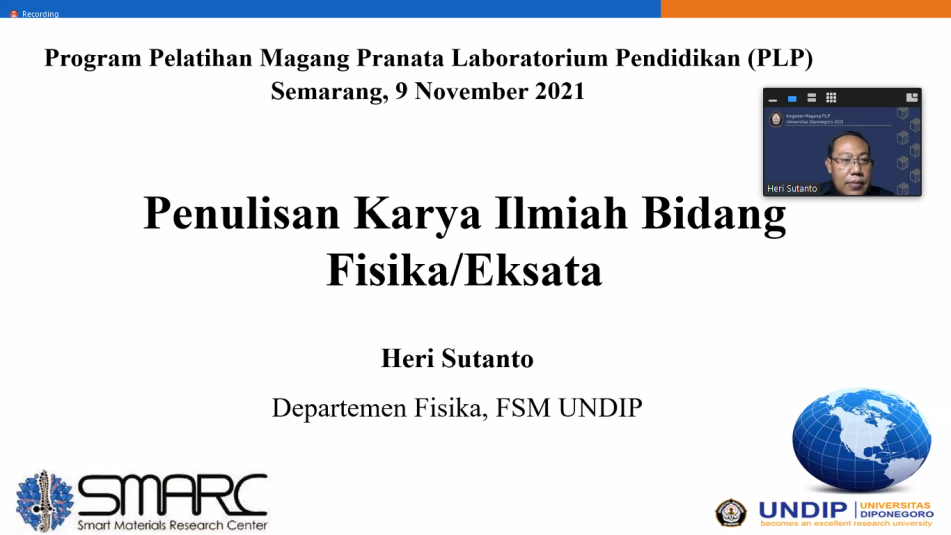 Recording
Program Pelatihan Magang Pranata Laboratorium Pendidikan (PLP)
Semarang, 9 November 2021
Kegiatan Magang PLP
Universitas Diponegoro 2021
Heri Sutanto
Penulisan Karya Ilmiah Bidang
Fisika/Eksata
Heri Sutanto
Departemen Fisika, FSM UNDIP
SMARC
Smart Materials Research Center
UNDIP
UNIVERSITAS
DIPONEGORO
becomes an excellent research university